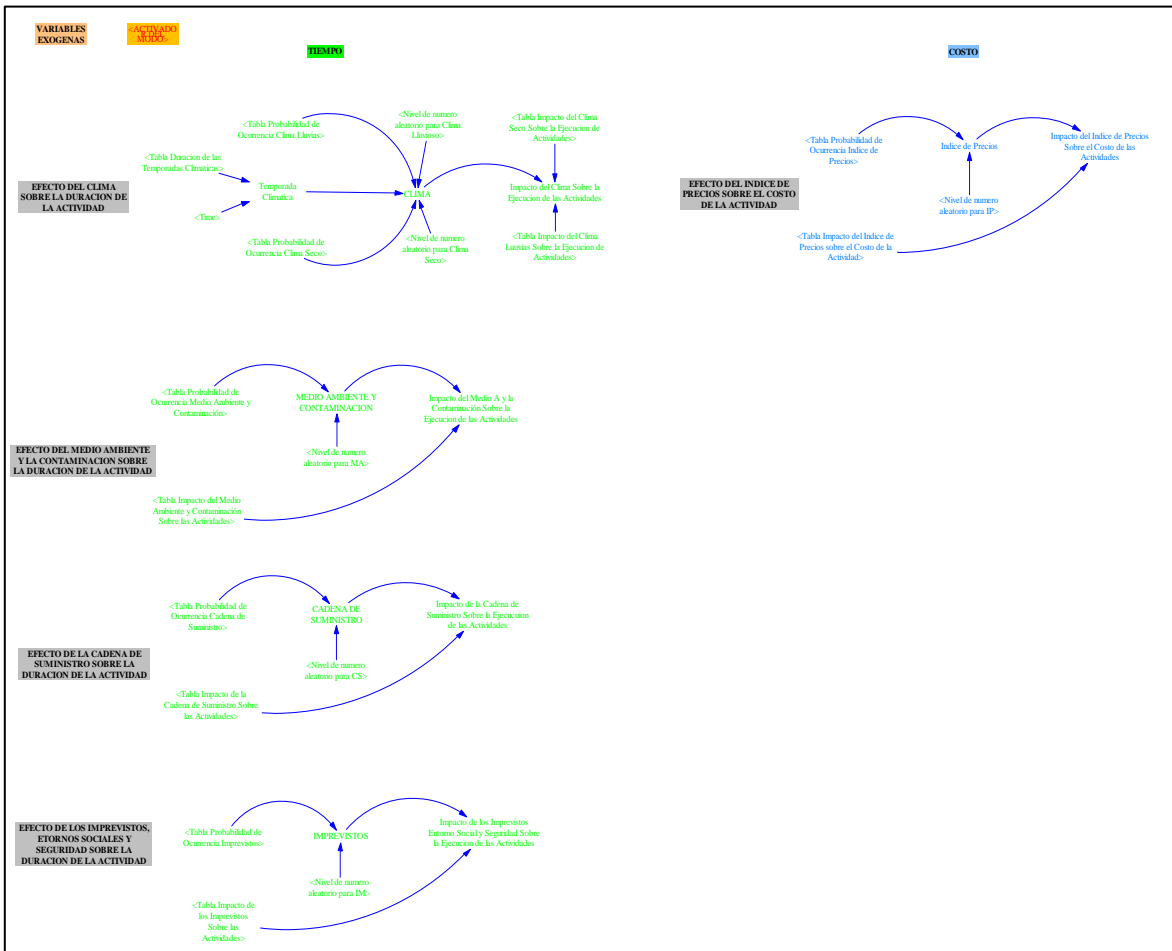 VARIABLES
EXOGENAS
<ACTIVADO
R DEL
MODO>
TIEMPO
COSTO
EFECTO DEL CLIMA
SOBRE LA DURACION DE
LA ACTIVIDAD
<Tabla Probabilidad de
Ocurrencia Clima Lluvias>
<Nivel de numero
aleatorio para Clima
Lluvioso>
<Tabla Impacto del Clima
Seco Sobre la Ejecucion de
Actividades>
<Tabla Duracion de las
Temporadas Climaticas>
Temporada
Climatica
CLIMA
Impacto del Clima Sobre la
Ejecucion de las Actividades
<Time>
<Tabla Probabilidad de
Ocurrencia Clima Seco>
<Nivel de numero
aleatorio para Clima
Seco>
<Tabla Impacto del Clima
Lluvias Sobre la Ejecucion de
Actividades>
EFECTO DEL INDICE DE
PRECIOS SOBRE EL COSTO
DE LA ACTIVIDAD
<Tabla Probabilidad de
Ocurrencia Indice de
Precios>
Indice de Precios
Impacto del Indice de Precios
Sobre el Costo de las
Actividades
<Nivel de numero
aleatorio para IP>
<Tabla Impacto del Indice de
Precios sobre el Costo de la
Actividad>
EFECTO DEL MEDIO AMBIENTE
Y LA CONTAMINACION SOBRE
LA DURACION DE LA ACTIVIDAD
<Tabla Probabilidad de
Ocurrencia Medio Ambiente y
Contaminación>
MEDIO AMBIENTE Y
CONTAMINACION
Impacto del Medio A y la
Contaminación Sobre la
Ejecucion de las Actividades
<Nivel de numero
aleatorio para MA>
<Tabla Impacto del Medio
Ambiente y Contaminación
Sobre las Actividades>
EFECTO DE LA CADENA DE
SUMINISTRO SOBRE LA
DURACION DE LA ACTIVIDAD
<Tabla Probabilidad de
Ocurrencia Cadena de
Suministro>
CADENA DE
SUMINISTRO
Impacto de la Cadena de
Suministro Sobre la Ejecucuion
de las Actividades
<Nivel de numero
aleatorio para CS>
<Tabla Impacto de la
Cadena de Suministro Sobre
las Actividades>
EFECTO DE LOS IMPREVISTOS,
ETORNOS SOCIALES Y
SEGURIDAD SOBRE LA
DURACION DE LA ACTIVIDAD
<Tabla Probabilidad de
Ocurrencia Imprevistos>
IMPREVISTOS
Impacto de los Imprevistos
Entorno Social y Seguridad Sobre
la Ejecucion de las Actividades
<Nivel de numero
aleatorio para IM>
<Tabla Impacto de
los Imprevistos
Sobre las
Actividades>